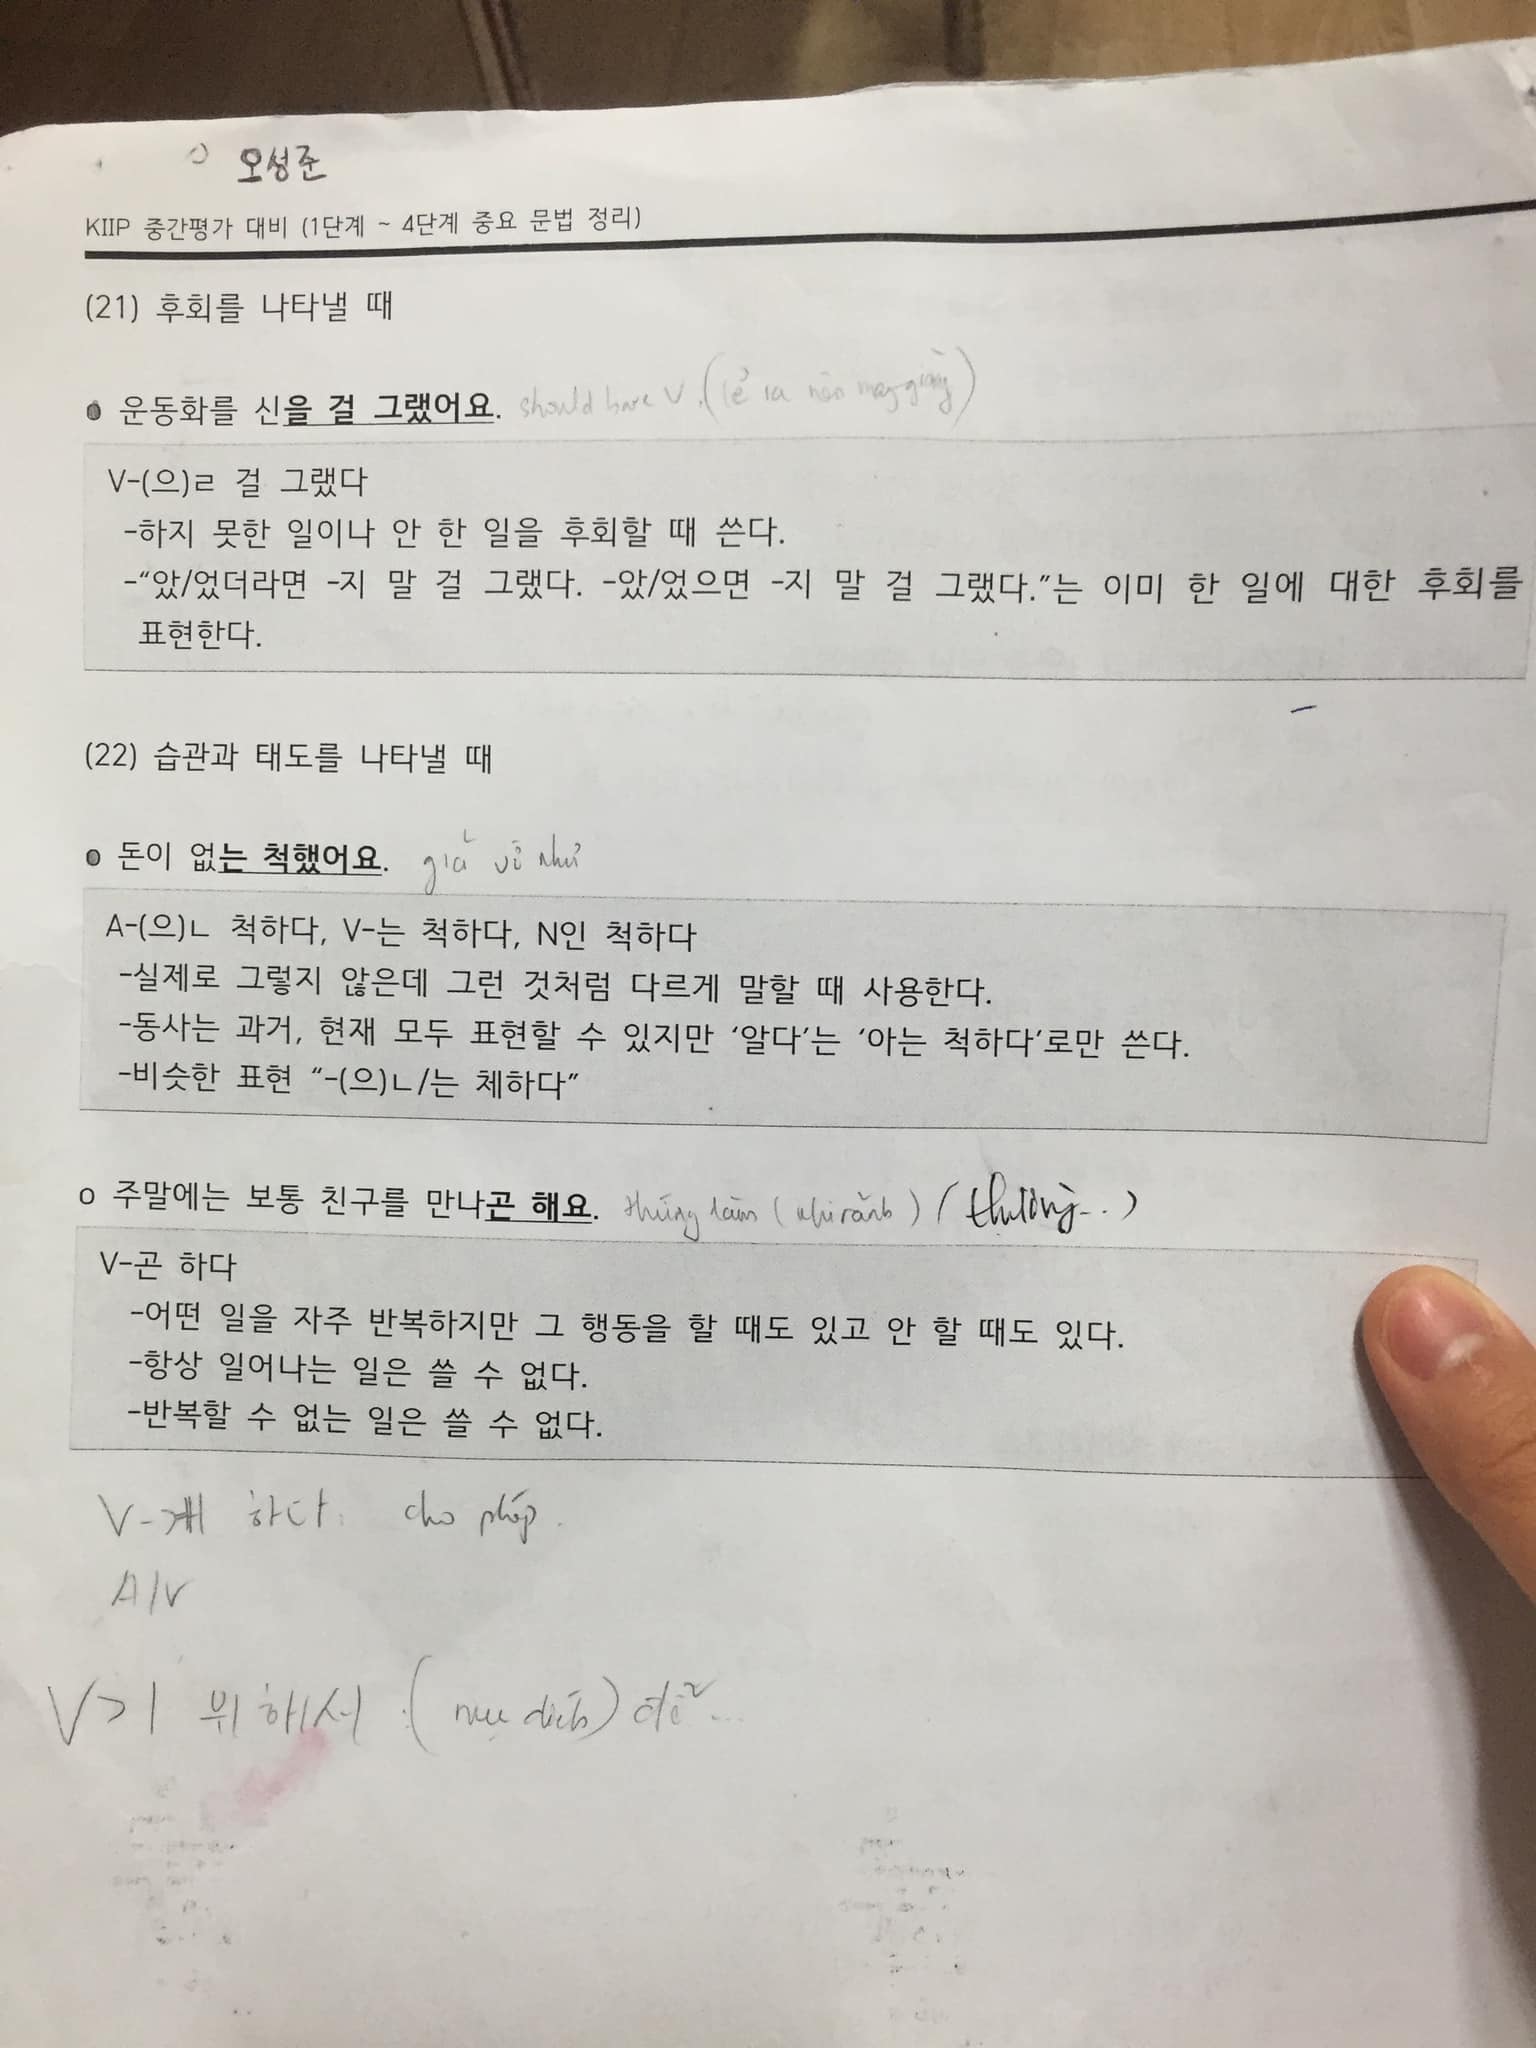 오성준
KIIP 중간평가 대비 (1단계 ~ 4단계 중요 문법 정리)
(21) 후회를 나타낼 때
운동화를 신을 걸 그랬어요. should have V.
V-(으)ㄹ 걸 그랬다
-하지 못한 일이나 안 한 일을 후회할 때 쓴다.
-“았/었더라면 -지 말 걸 그랬다. -았/었으면 -지 말 걸 그랬다.”는 이미 한 일에 대한 후회를
표현한다.
(22) 습관과 태도를 나타낼 때
돈이 없는 척했어요. giả vờ như
A-(으)ㄴ 척하다, V-는 척하다, N인 척하다
-실제로 그렇지 않은데 그런 것처럼 다르게 말할 때 사용한다.
-동사는 과거, 현재 모두 표현할 수 있지만 ‘알다’는 ‘아는 척하다’로만 쓴다.
-비슷한 표현 “-(으)ㄴ/는 체하다”
o 주말에는 보통 친구를 만나곤 해요. (thường...)
V-곤 하다
-어떤 일을 자주 반복하지만 그 행동을 할 때도 있고 안 할 때도 있다.
-항상 일어나는 일은 쓸 수 없다.
-반복할 수 없는 일은 쓸 수 없다.
V-게 하다: cho phép.
A/V
V기 위해서 (mục đích) để ...